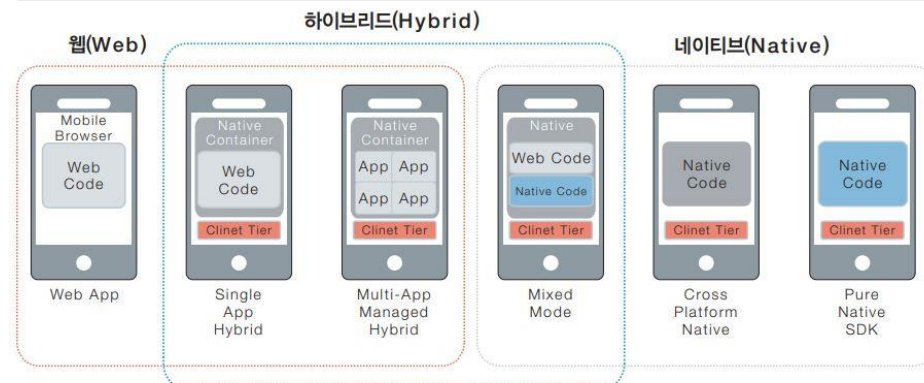 하이브리드(Hybrid)
웹(Web)
네이티브(Native)
Mobile
Browser
Web
Code
Web App
Native
Container
Web
Code
Clinet Tier
Single
App
Hybrid
Native
Container
App App
App App
Clinet Tier
Multi-App
Managed
Hybrid
Native
Web Code
Native Code
Clinet Tier
Mixed
Mode
Native
Code
Clinet Tier
Cross
Platform
Native
Native
Code
Clinet Tier
Pure
Native
SDK